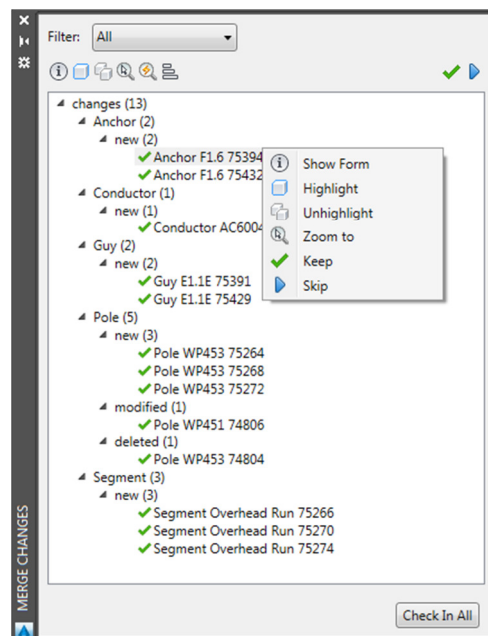 Filter: All
changes (13)
Anchor (2)
new (2)
Anchor F1.6 75394
Anchor F1.6 75432
Conductor (1)
new (1)
Conductor AC6004
Guy (2)
new (2)
Guy E1.1E 75391
Guy E1.1E 75429
Pole (5)
new (3)
Pole WP453 75264
Pole WP453 75268
Pole WP453 75272
modified (1)
Pole WP451 74806
deleted (1)
Pole WP453 74804
Segment (3)
new (3)
Segment Overhead Run 75266
Segment Overhead Run 75270
Segment Overhead Run 75274
Show Form
Highlight
Unhighlight
Zoom to
Keep
Skip
MERGE CHANGES
Check In All